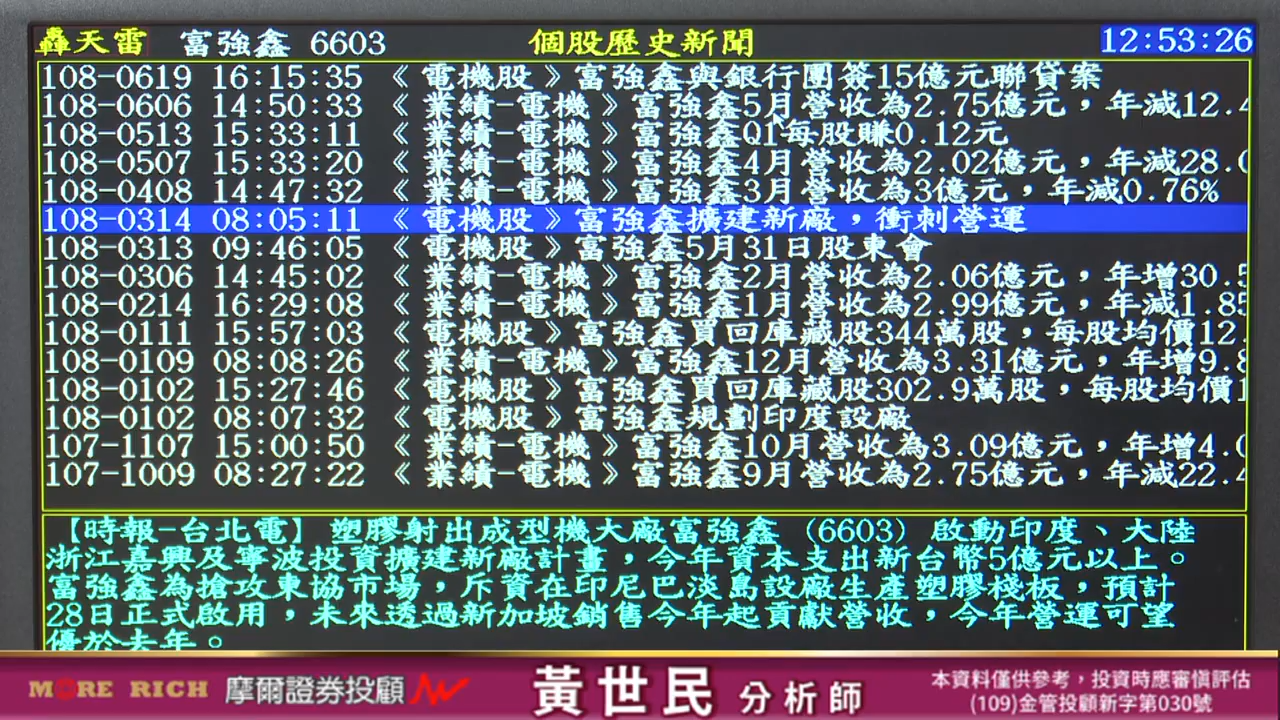 轟天雷 富強鑫 6603 個股歷史新聞 12:53:26
108-0619 16:15:35 《電機股》富強鑫與銀行團簽15億元聯貸案
108-0606 14:50:33 《業績-電機》富強鑫5月營收為2.75億元，年減12.4
108-0513 15:33:11 《業績-電機》富強鑫Q1每股賺0.12元
108-0507 15:33:20 《業績-電機》富強鑫4月營收為2.02億元，年減28.0
108-0408 14:47:32 《業績-電機》富強鑫3月營收為3億元，年減0.76%
108-0314 08:05:11 《電機股》富強鑫擴建新廠，衝刺營運
108-0313 09:46:05 《電機股》富強鑫5月31日股東會
108-0306 14:45:02 《業績-電機》富強鑫2月營收為2.06億元，年增30.5
108-0214 16:29:08 《業績-電機》富強鑫1月營收為2.99億元，年減1.85
108-0111 15:57:03 《電機股》富強鑫買回庫藏股344萬股，每股均價12.
108-0109 08:08:26 《業績-電機》富強鑫12月營收為3.31億元，年增9.8
108-0102 15:27:46 《電機股》富強鑫買回庫藏股302.9萬股，每股均價1
108-0102 08:07:32 《電機股》富強鑫規劃印度設廠
107-1107 15:00:50 《業績-電機》富強鑫10月營收為3.09億元，年增4.0
107-1009 08:27:22 《業績-電機》富強鑫9月營收為2.75億元，年減22.4
【時報-台北電】塑膠射出成型機大廠富強鑫（6603）啟動印度、大陸
浙江嘉興及寧波投資擴建新廠計畫，今年資本支出新台幣5億元以上。
富強鑫為搶攻東協市場，斥資在印尼巴淡島設廠生產塑膠棧板，預計
28日正式啟用，未來透過新加坡銷售今年起貢獻營收，今年營運可望
優於去年。
MORE RICH 摩爾證券投顧 黃世民 分析師
本資料僅供參考，投資時應審慎評估
(109)金管投顧新字第030號